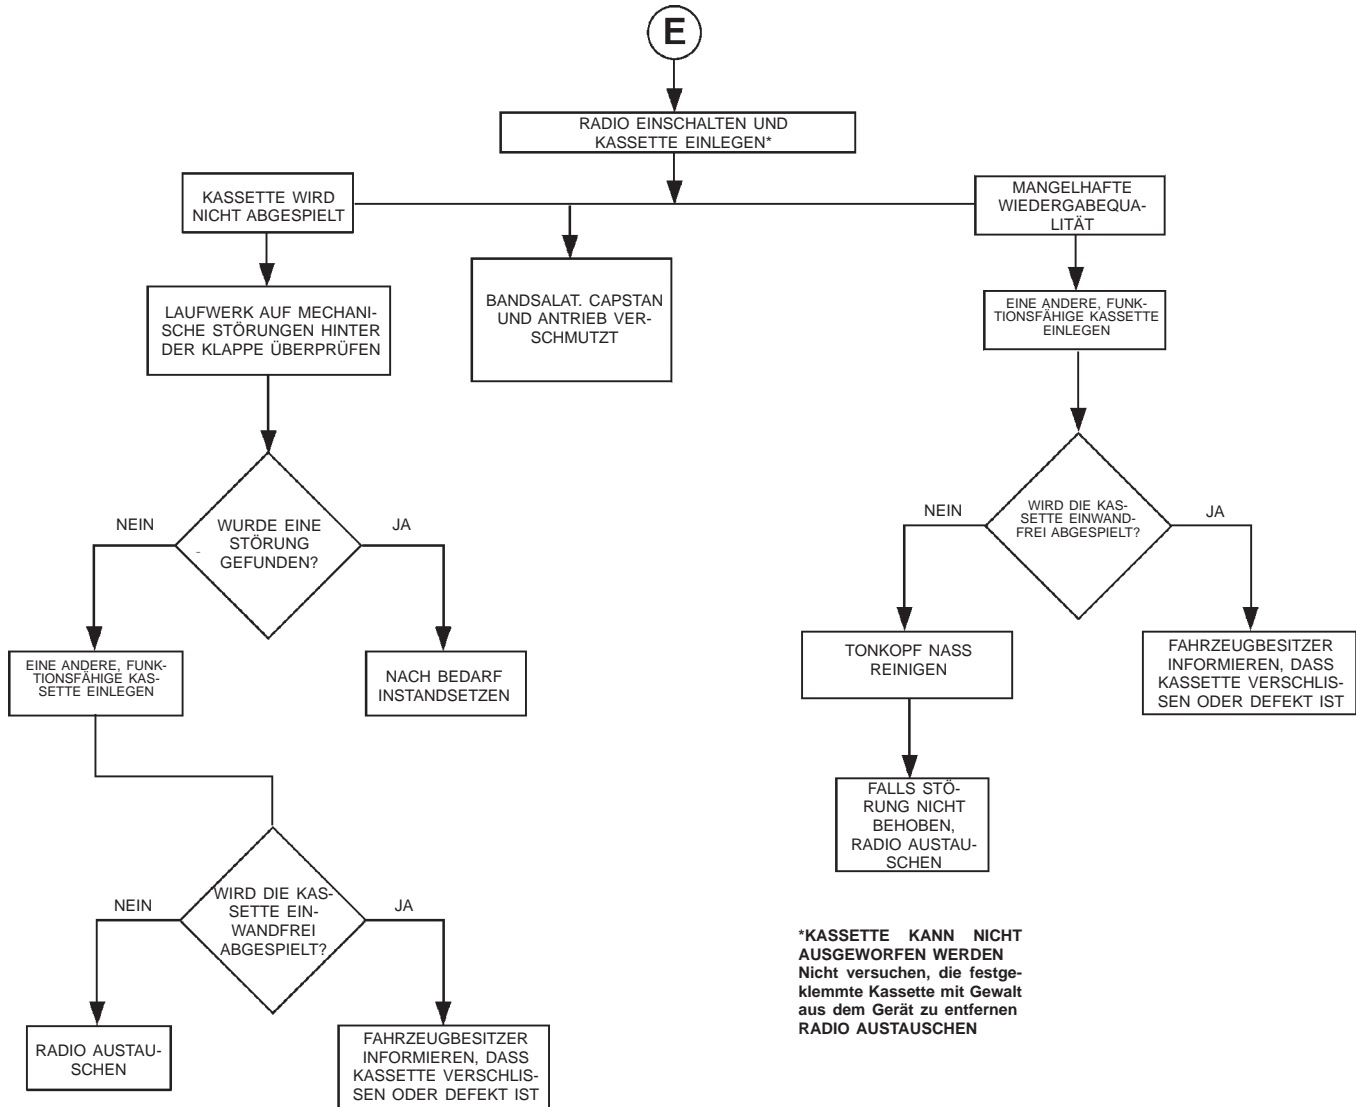 E
RADIO EINSCHALTEN UND
KASSETTE EINLEGEN*
KASSETTE WIRD
NICHT ABGESPIELT
MANGELHAFTE
WIEDERGABEQUA-
LITÄT
LAUFWERK AUF MECHANI-
SCHE STÖRUNGEN HINTER
DER KLAPPE ÜBERPRÜFEN
BANDSALAT. CAPSTAN
UND ANTRIEB VER-
SCHMUTZT
EINE ANDERE, FUNK-
TIONSFÄHIGE KASSETTE
EINLEGEN
NEIN
WURDE EINE
STÖRUNG
GEFUNDEN?
JA
NEIN
WIRD DIE KAS-
SETTE EINWAND-
FREI ABGESPIELT?
JA
EINE ANDERE, FUNK-
TIONSFÄHIGE KAS-
SETTE EINLEGEN
NACH BEDARF
INSTANDSETZEN
TONKOPF NASS
REINIGEN
FAHRZEUGBESITZER
INFORMIEREN, DASS
KASSETTE VERSCHLIS-
SEN ODER DEFEKT IST
FALLS STÖ-
RUNG NICHT
BEHOBEN,
RADIO AUSTAU-
SCHEN
NEIN
WIRD DIE KAS-
SETTE EIN-
WANDFREI
ABGESPIELT?
JA
*KASSETTE KANN NICHT
AUSGEWORFEN WERDEN
Nicht versuchen, die festge-
klemmte Kassette mit Gewalt
aus dem Gerät zu entfernen
RADIO AUSTAUSCHEN
RADIO AUSTAU-
SCHEN
FAHRZEUGBESITZER
INFORMIEREN, DASS
KASSETTE VERSCHLIS-
SEN ODER DEFEKT IST